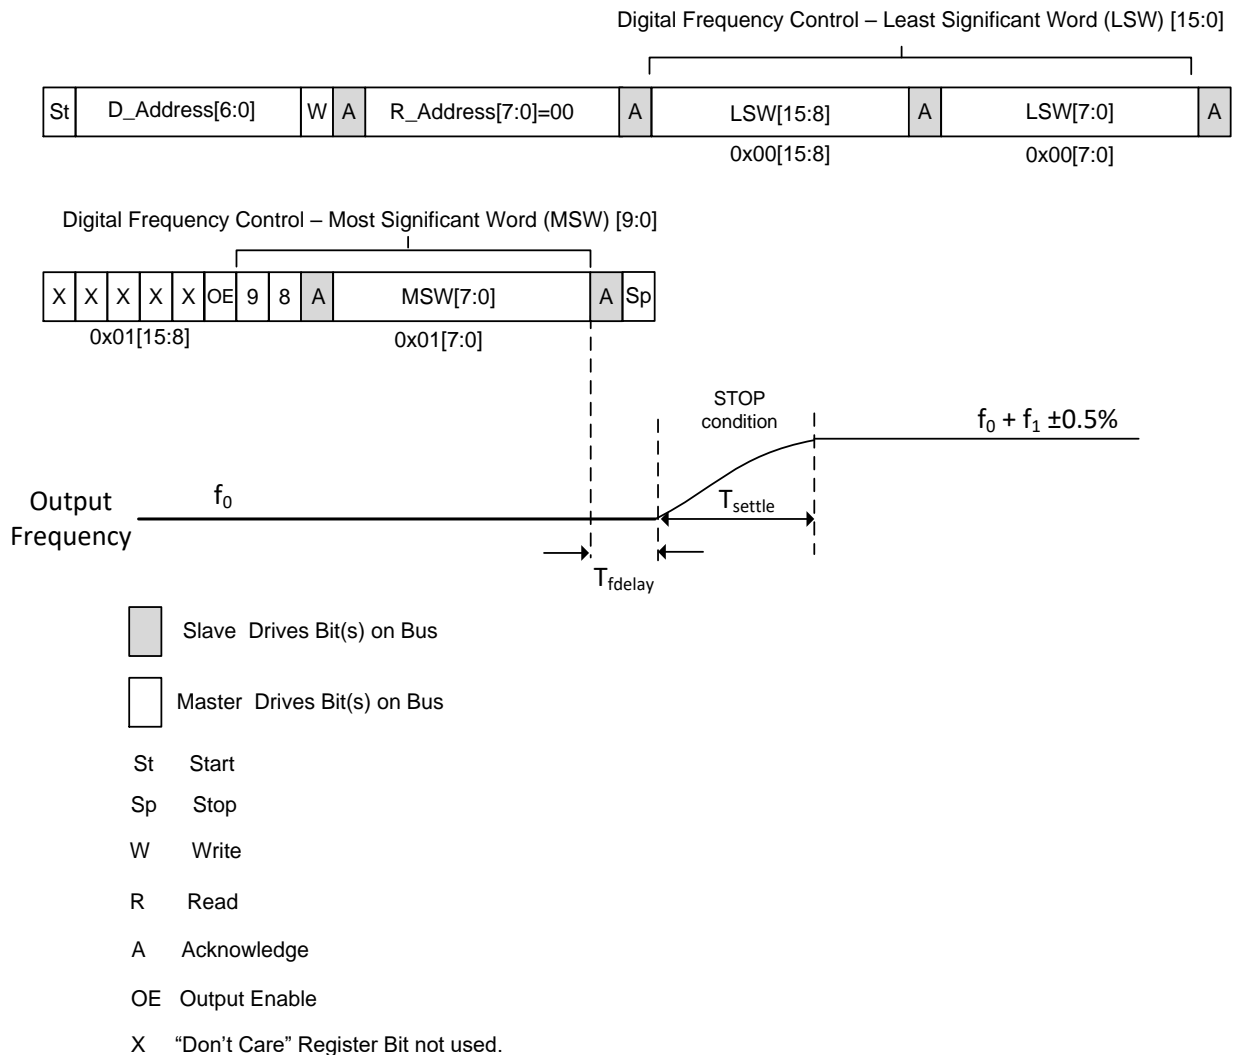 Digital Frequency Control – Least Significant Word (LSW) [15:0]
St D_Address[6:0] W A R_Address[7:0]=00 A LSW[15:8] A LSW[7:0] A
0x00[15:8] 0x00[7:0]
Digital Frequency Control – Most Significant Word (MSW) [9:0]
X X X X X OE 9 8 A MSW[7:0] A Sp
0x01[15:8] 0x01[7:0]
STOP
condition
f0 + f1 ±0.5%
Output
Frequency
f0
Tsettle
Tfdelay
Slave Drives Bit(s) on Bus
Master Drives Bit(s) on Bus
St Start
Sp Stop
W Write
R Read
A Acknowledge
OE Output Enable
X “Don’t Care” Register Bit not used.